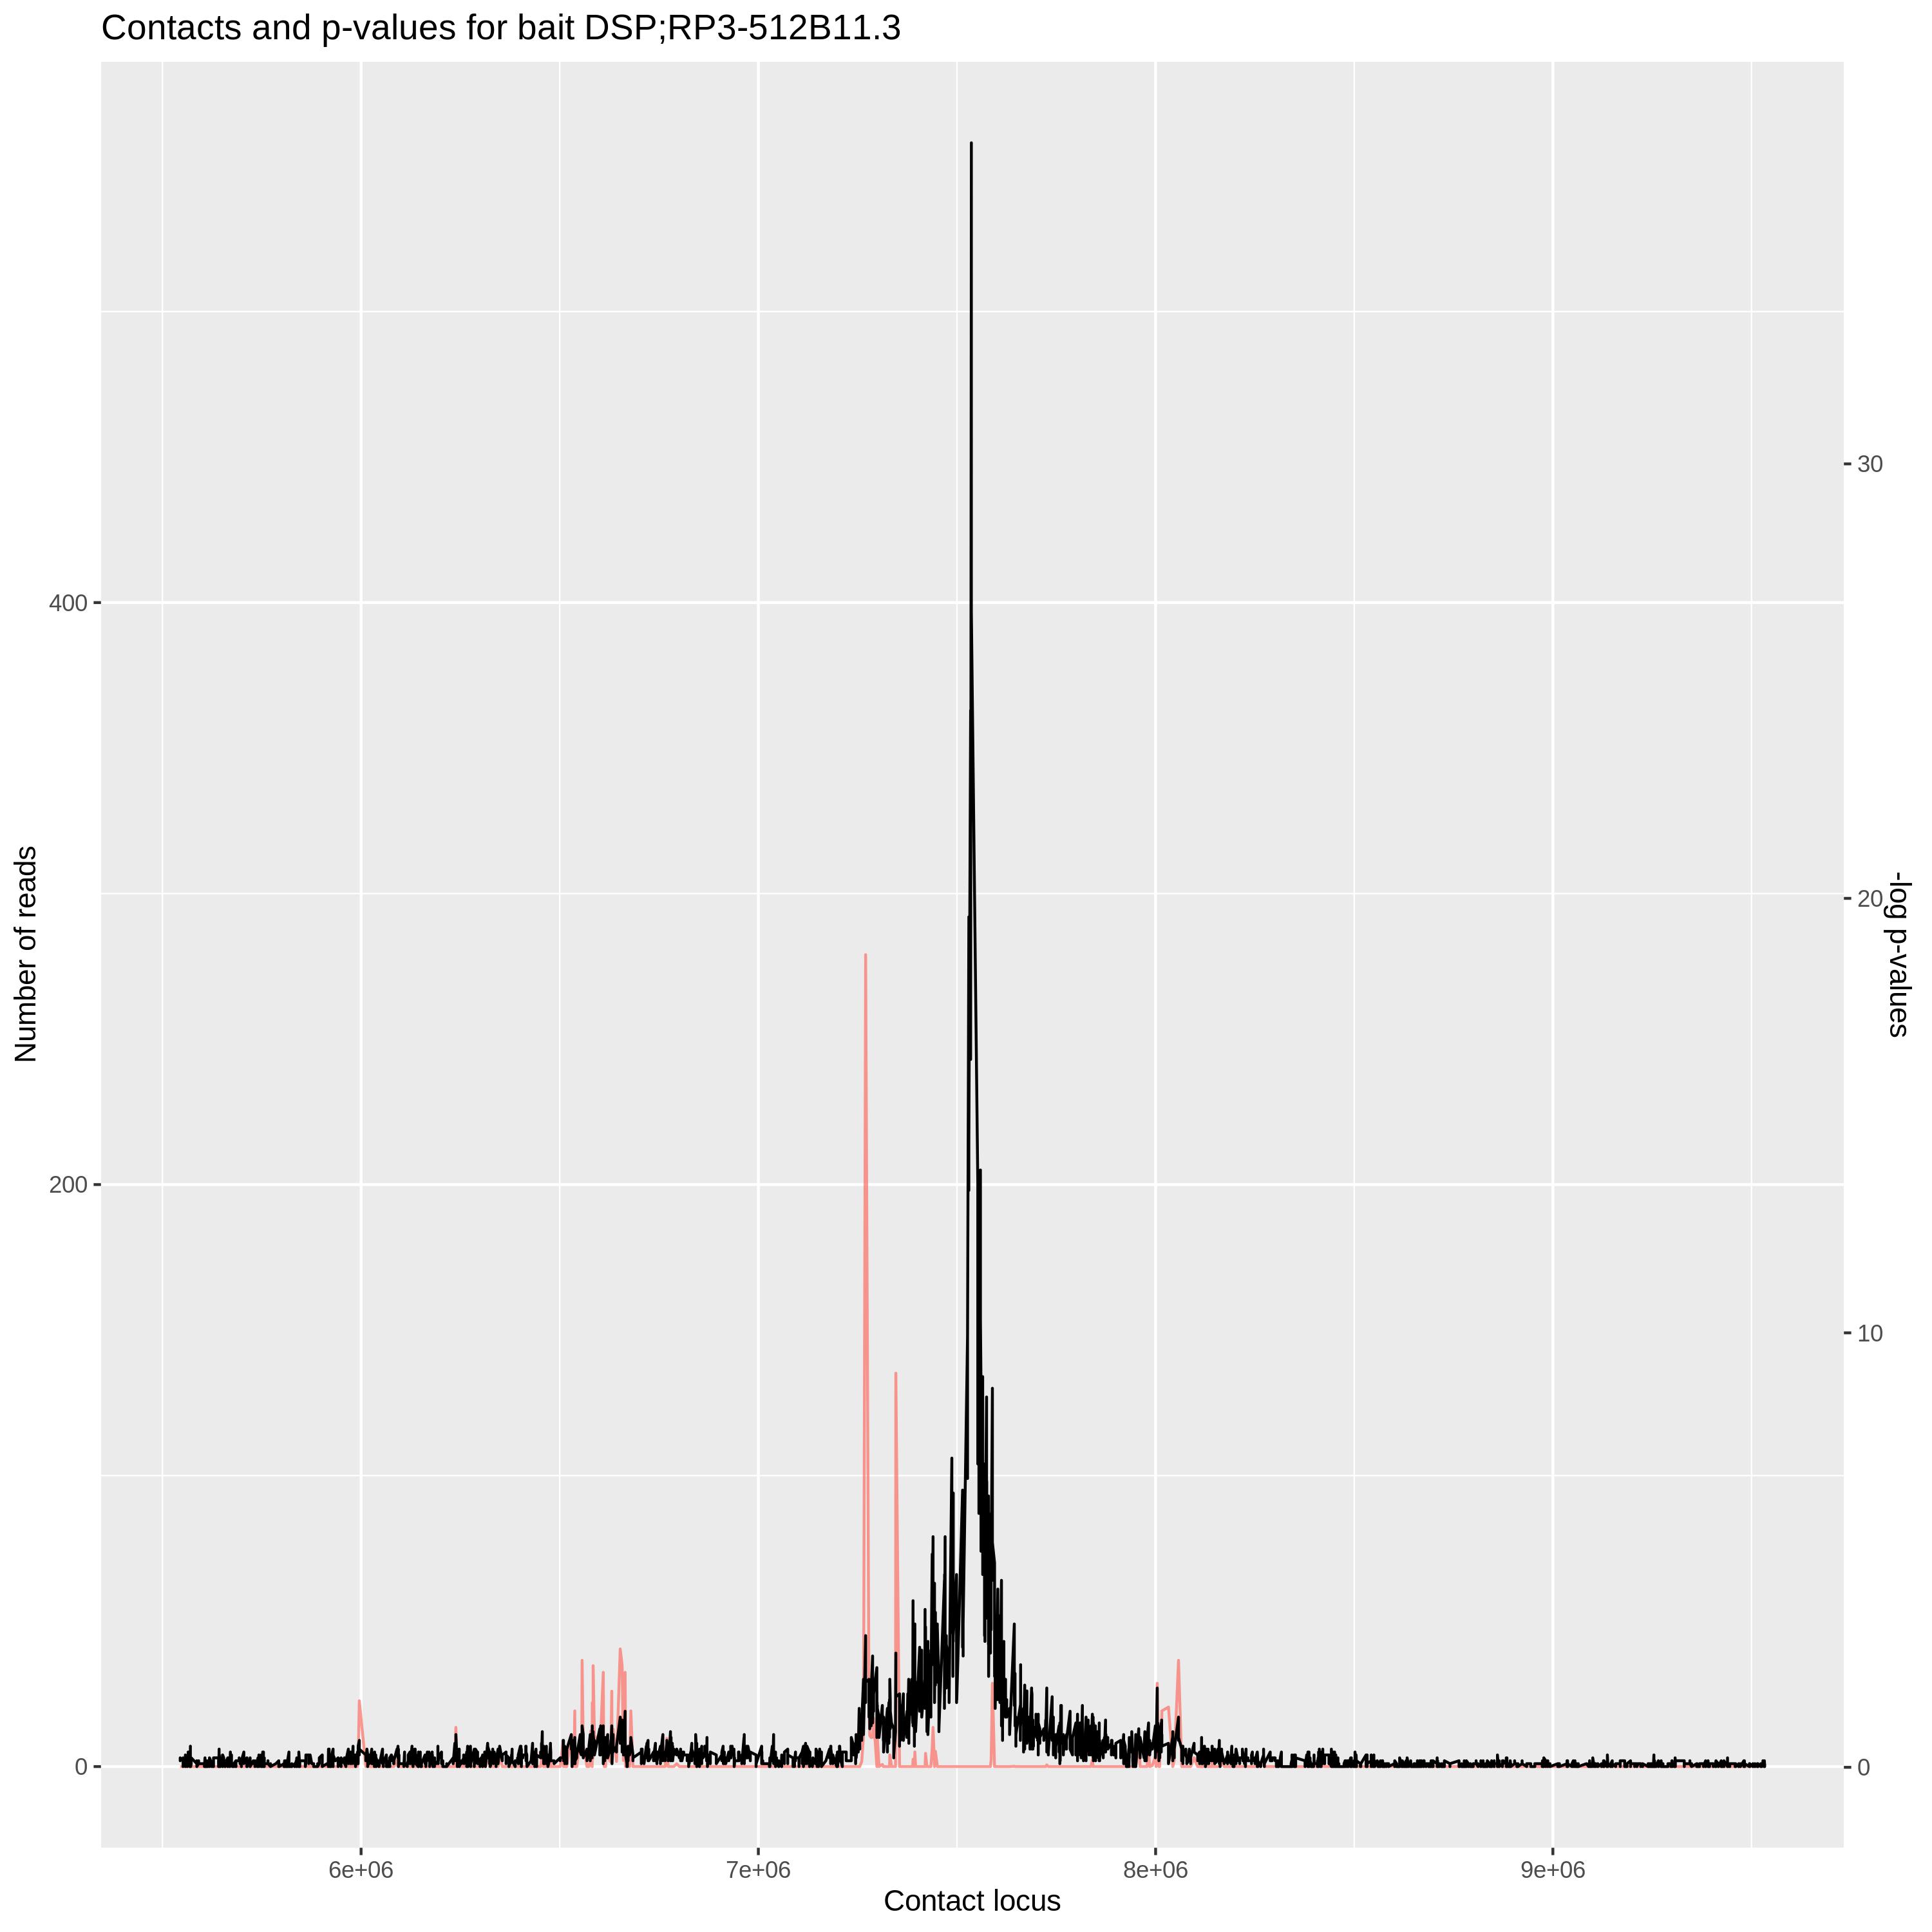 Contacts and p-values for bait DSP;RP3-512B11.3
Number of reads
400
200
0
30
20
10
0
-log p-values
6e+06 7e+06 8e+06 9e+06
Contact locus